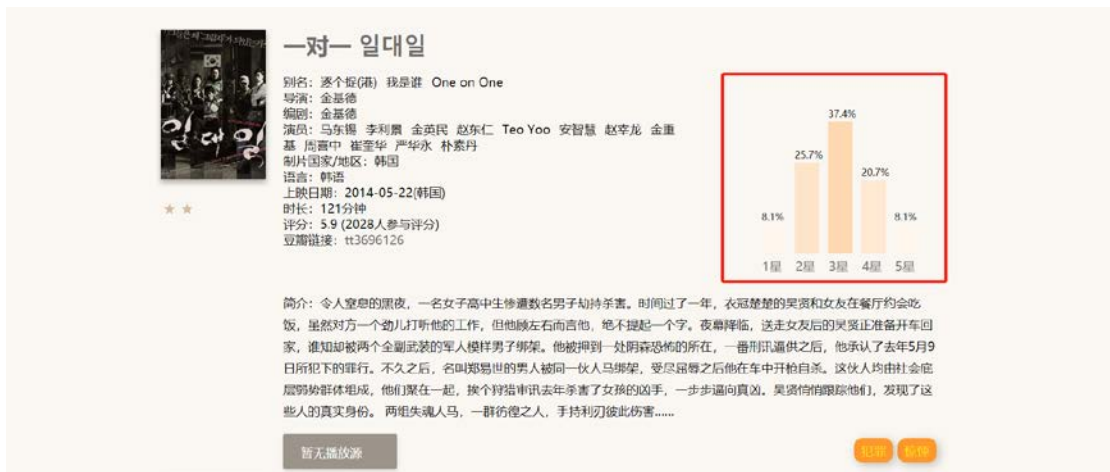 一对一 일대일
别名：逐个捉(港) 我是谁 One on One
导演：金基德
编剧：金基德
演员：马东锡 李利景 金英民 赵东仁 Teo Yoo 安智慧 赵宰龙 金重
基 周喜中 崔奎华 严华永 朴素丹
制片国家/地区：韩国
语言：韩语
上映日期：2014-05-22(韩国)
时长：121分钟
评分：5.9 (2028人参与评分)
豆瓣链接：tt3696126
37.4%
25.7%
20.7%
8.1%
8.1%
1星 2星 3星 4星 5星
简介：令人窒息的黑夜，一名女子高中生惨遭数名男子劫持杀害。时间过了一年，衣冠楚楚的吴贤和女友在餐厅约会吃
饭，虽然对方一个劲儿打听他的工作，但他顾左右而言他，绝不提起一个字。夜幕降临，送走女友后的吴贤正准备开车回
家，谁知却被两个全副武装的军人模样男子绑架。他被押到一处阴森恐怖的所在，一番刑讯逼供之后，他承认了去年5月9
日所犯下的罪行。不久之后，名叫郑易世的男人被同一伙人马绑架，受尽屈辱之后他在车中开枪自杀。这伙人均由社会底
层弱势群体组成，他们聚在一起，挨个狩猎审讯去年杀害了女孩的凶手，一步步逼向真凶。吴贤悄悄跟踪他们，发现了这
些人的真实身份。 两组失魂人马，一群彷徨之人，手持利刃彼此伤害......
暂无播放源
犯罪 惊悚